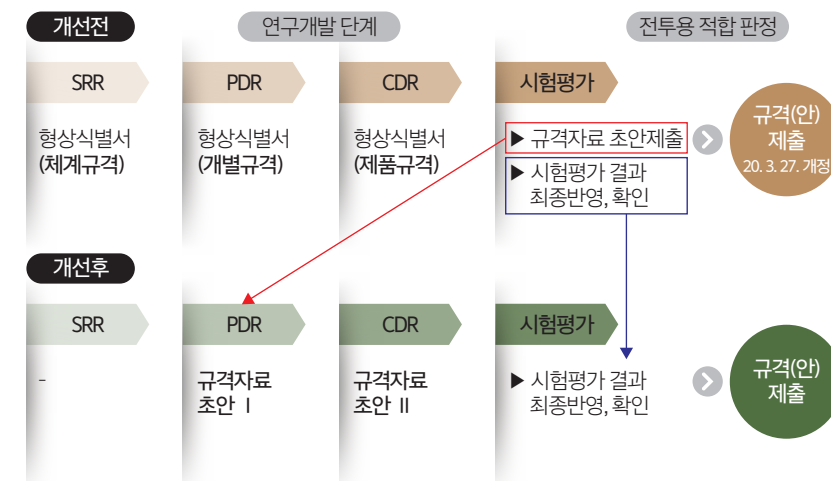 개선전
연구개발 단계
전투용 적합 판정
SRR
PDR
CDR
시험평가
형상식별서
(체계규격)
형상식별서
(개별규격)
형상식별서
(제품규격)
▶ 규격자료 초안제출
▶ 시험평가 결과
최종반영, 확인
규격(안)
제출
20. 3. 27. 개정
개선후
SRR
PDR
CDR
시험평가
-
규격자료
초안 Ⅰ
규격자료
초안 Ⅱ
▶ 시험평가 결과
최종반영, 확인
규격(안)
제출